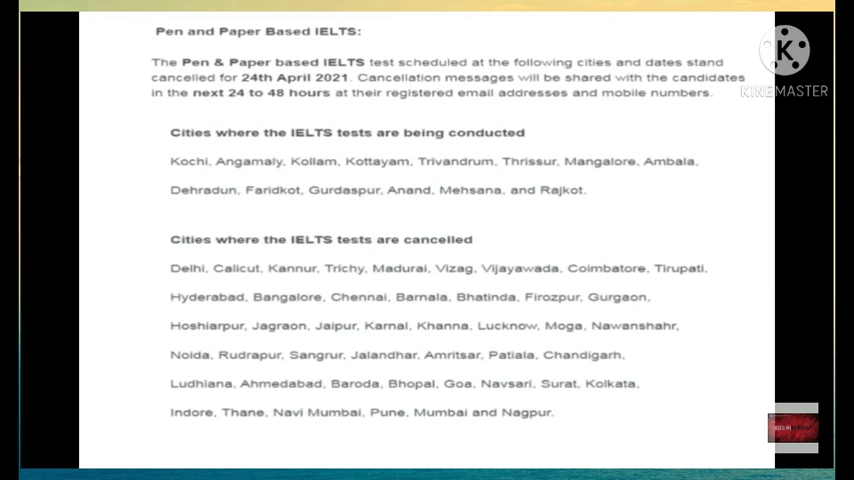 Pen and Paper Based IELTS:
The Pen & Paper based IELTS test scheduled at the following cities and dates stand
cancelled for 24th April 2021. Cancellation messages will be shared with the candidates
in the next 24 to 48 hours at their registered email addresses and mobile numbers.
Cities where the IELTS tests are being conducted
Kochi, Angamaly, Kollam, Kottayam, Trivandrum, Thrissur, Mangalore, Ambala,
Dehradun, Faridkot, Gurdaspur, Anand, Mehsana, and Rajkot.
Cities where the IELTS tests are cancelled
Delhi, Calicut, Kannur, Trichy, Madurai, Vizag, Vijayawada, Coimbatore, Tirupati,
Hyderabad, Bangalore, Chennai, Barnala, Bhatinda, Firozpur, Gurgaon,
Hoshiarpur, Jagraon, Jaipur, Karnal, Khanna, Lucknow, Moga, Nawanshahr,
Noida, Rudrapur, Sangrur, Jalandhar, Amritsar, Patiala, Chandigarh,
Ludhiana, Ahmedabad, Baroda, Bhopal, Goa, Navsari, Surat, Kolkata,
Indore, Thane, Navi Mumbai, Pune, Mumbai and Nagpur.
K
KINEMASTER